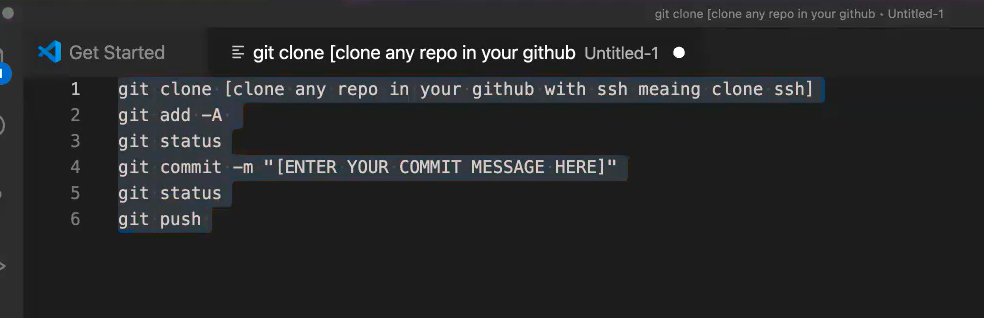 git clone [clone any repo in your github • Untitled-1
Get Started
git clone [clone any repo in your github Untitled-1
1 git clone [clone any repo in your github with ssh meaing clone ssh]
2 git add -A
3 git status
4 git commit -m "[ENTER YOUR COMMIT MESSAGE HERE]"
5 git status
6 git push